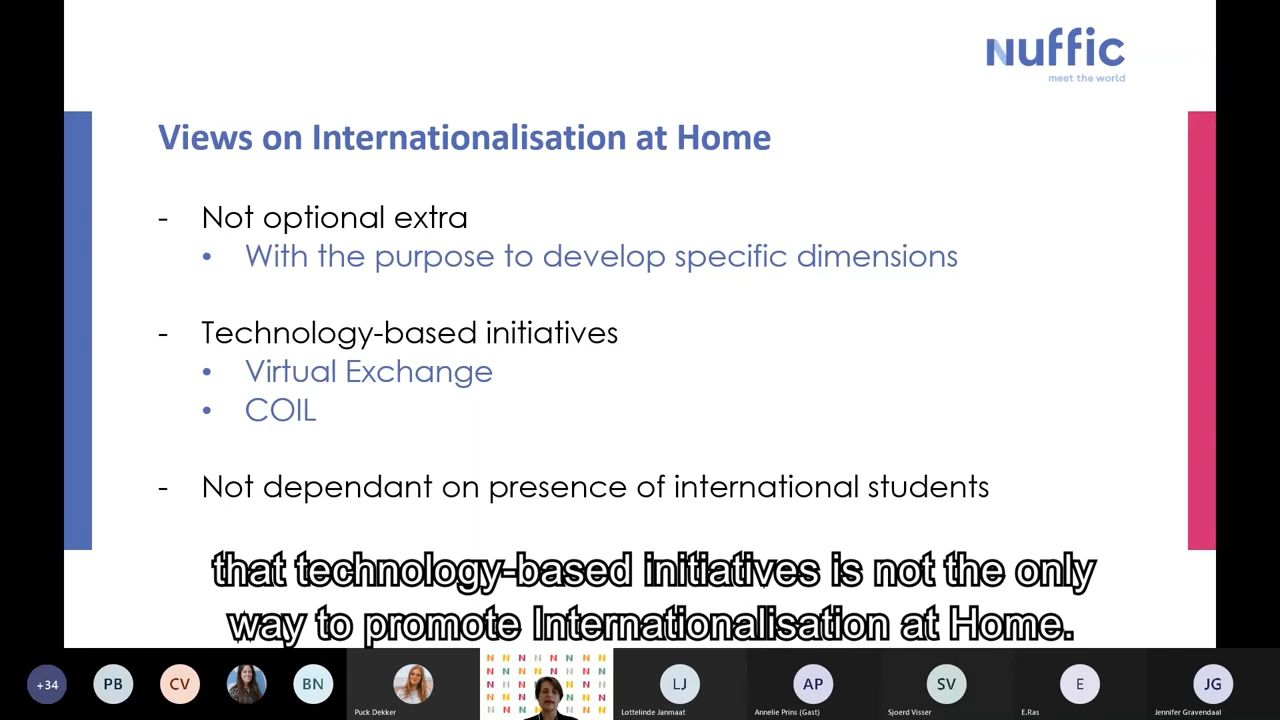 Nuffic
meet the world
Views on Internationalisation at Home
- Not optional extra
• With the purpose to develop specific dimensions
- Technology-based initiatives
• Virtual Exchange
• COIL
- Not dependant on presence of international students
that technology-based initiatives is not the only
way to promote Internationalisation at Home.
+34 PB CV BN LJ AP SV E JG
Puck Dekker Lottelinde Janmaat Annelie Prins (Gast) Sjoerd Visser E.Ras Jennifer Gravendaal